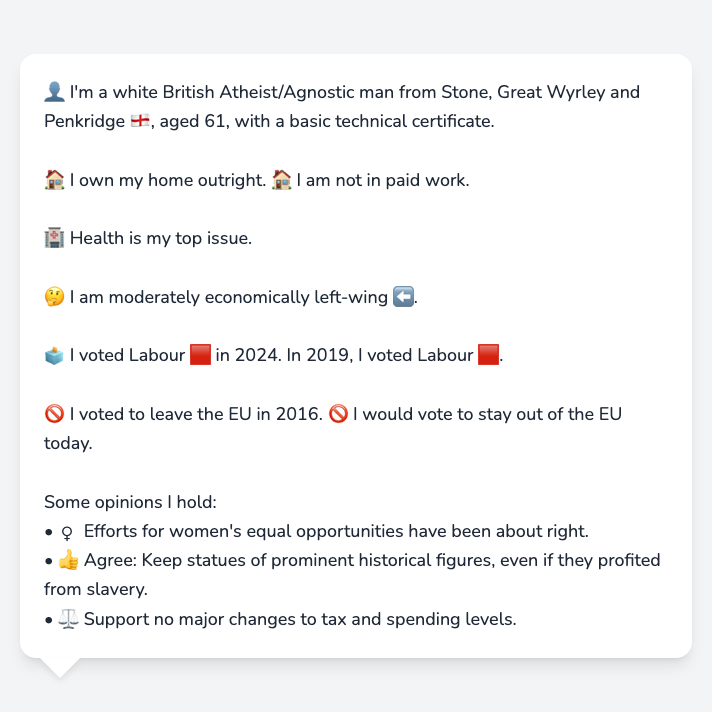 👤 I'm a white British Atheist/Agnostic man from Stone, Great Wyrley and
Penkridge 🏴󠁧󠁢󠁥󠁮󠁧󠁿, aged 61, with a basic technical certificate.
🏠 I own my home outright. 🏠 I am not in paid work.
🏥 Health is my top issue.
🤔 I am moderately economically left-wing ⬅️.
🗳️ I voted Labour 🟥 in 2024. In 2019, I voted Labour 🟥.
🚫 I voted to leave the EU in 2016. 🚫 I would vote to stay out of the EU
today.
Some opinions I hold:
• ♀ Efforts for women's equal opportunities have been about right.
• 👍 Agree: Keep statues of prominent historical figures, even if they profited
from slavery.
• ⚖️ Support no major changes to tax and spending levels.